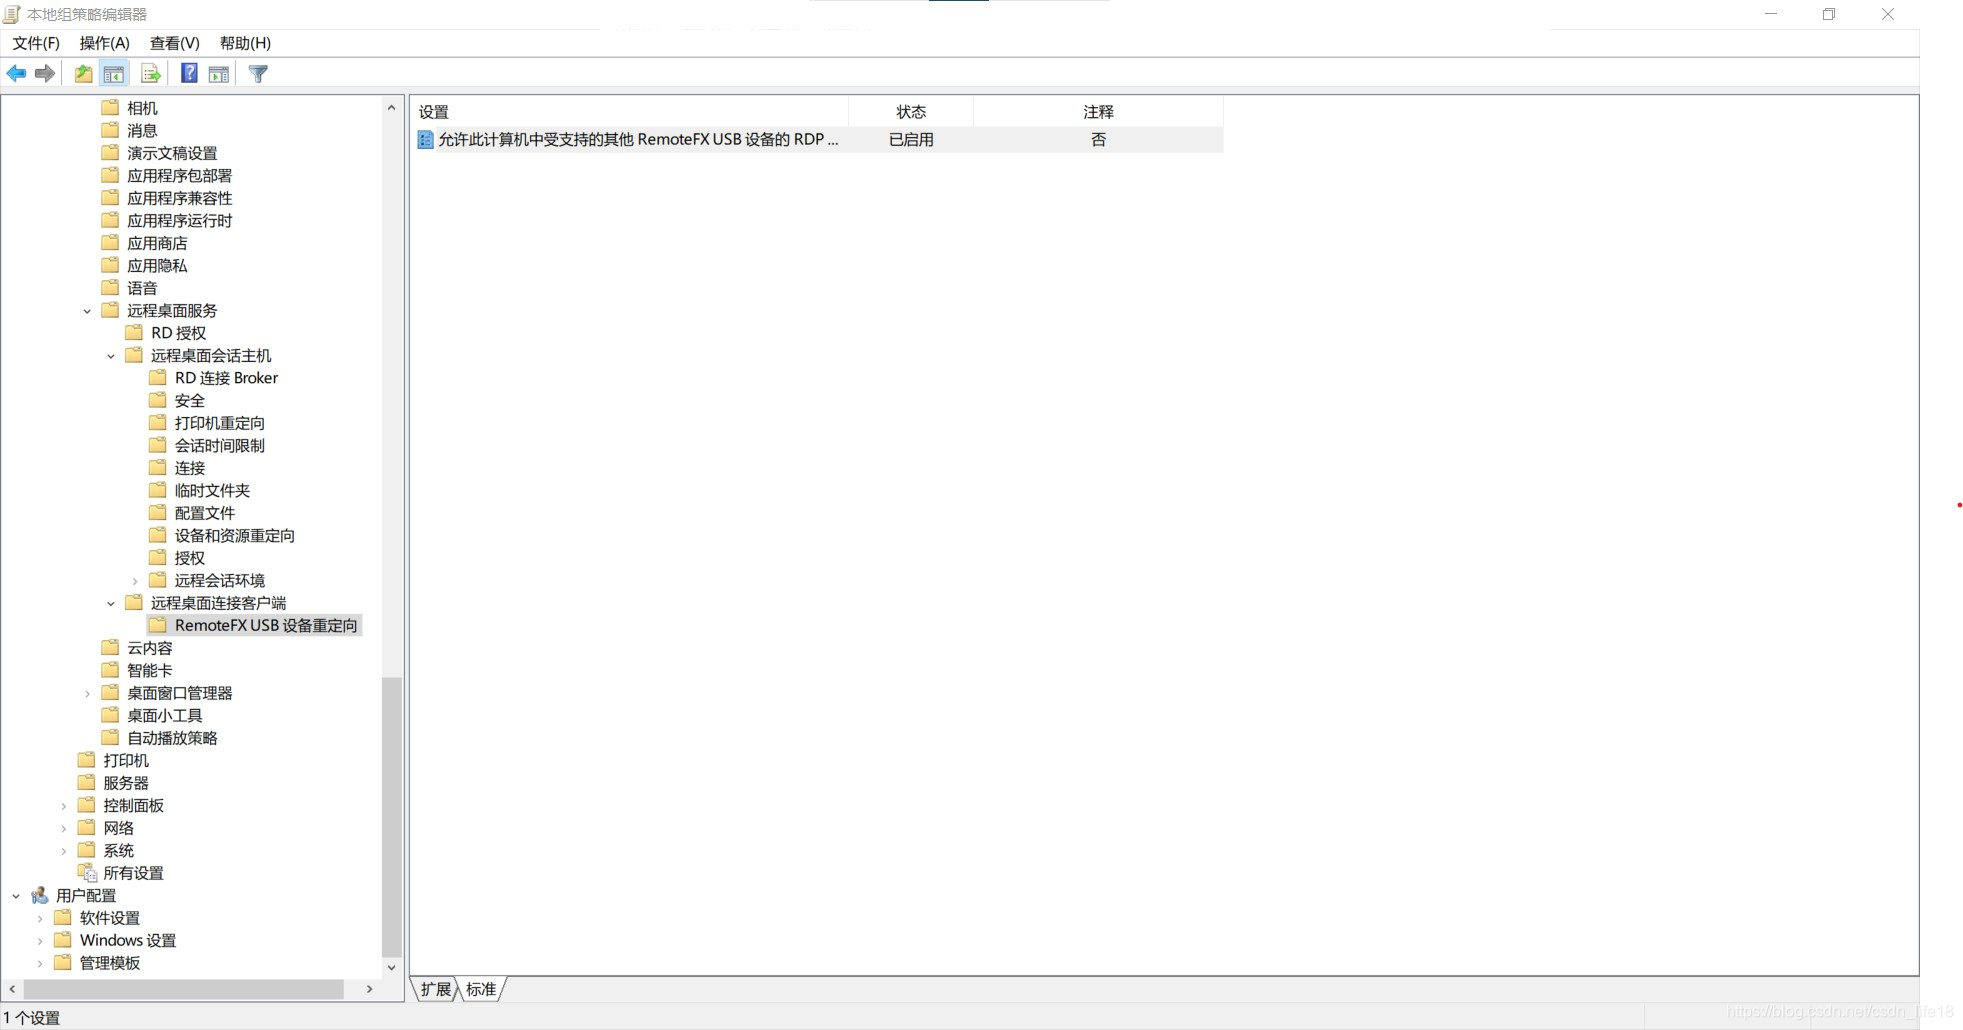 本地组策略编辑器
文件(F) 操作(A) 查看(V) 帮助(H)
相机
消息
演示文稿设置
应用程序包部署
应用程序兼容性
应用程序运行时
应用商店
应用隐私
语音
远程桌面服务
RD 授权
远程桌面会话主机
RD 连接 Broker
安全
打印机重定向
会话时间限制
连接
临时文件夹
配置文件
设备和资源重定向
授权
远程会话环境
远程桌面连接客户端
RemoteFX USB 设备重定向
云内容
智能卡
桌面窗口管理器
桌面小工具
自动播放策略
打印机
服务器
控制面板
网络
系统
所有设置
用户配置
软件设置
Windows 设置
管理模板
设置 状态 注释
允许此计算机中受支持的其他 RemoteFX USB 设备的 RDP ... 已启用 否
扩展 标准
1 个设置
https://blog.csdn.net/csdn_life18